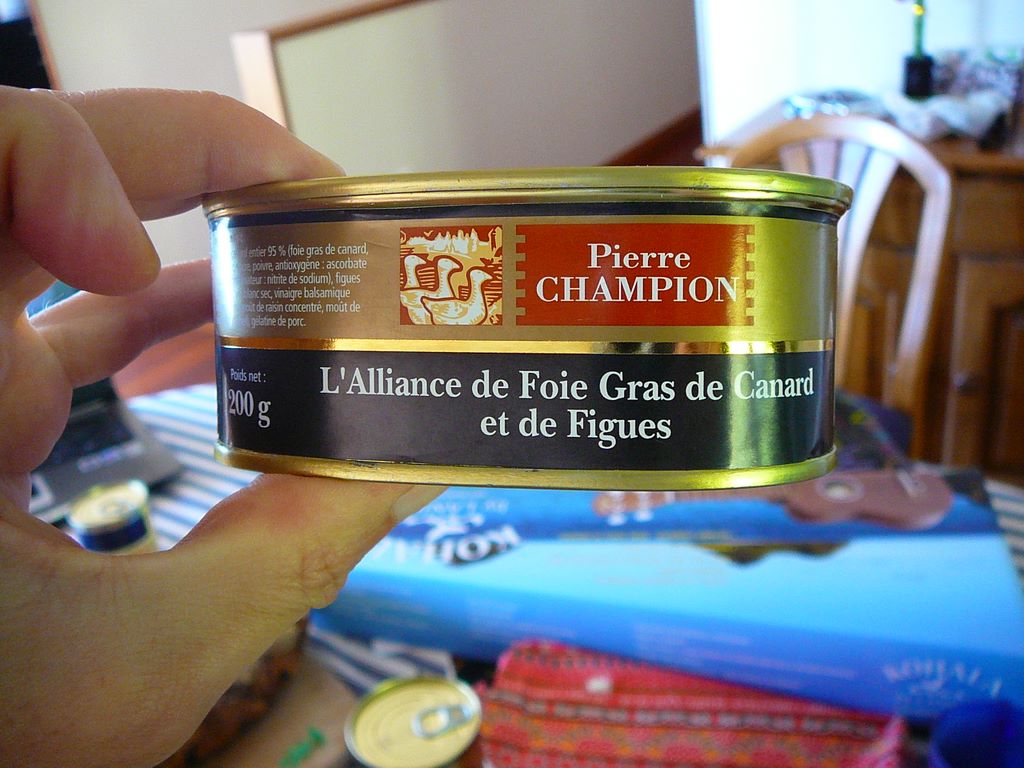 entier 95 % (foie gras de canard,
poivre, antioxygène : ascorbate
nitrite de sodium), figues
blanc sec, vinaigre balsamique
de raisin concentré, moût de
gélatine de porc.
Pierre
CHAMPION
Poids net :
200 g
L'Alliance de Foie Gras de Canard
et de Figues
KOHALA